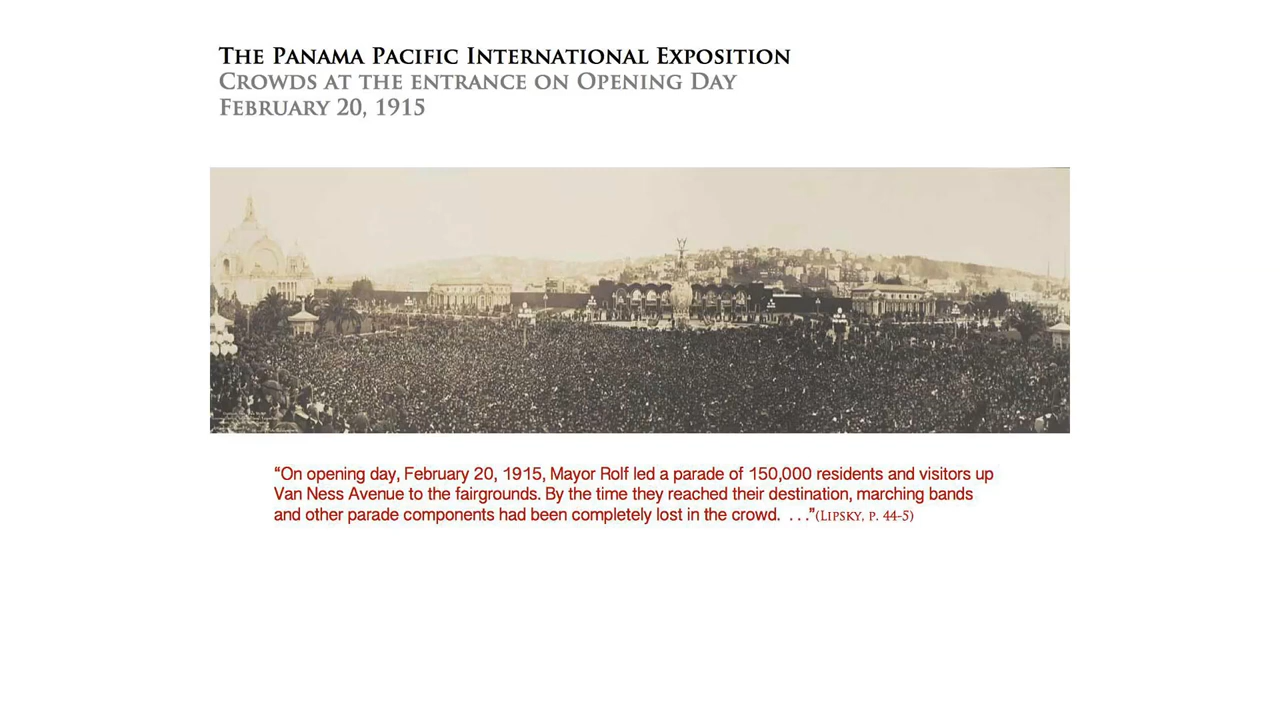 The Panama Pacific International Exposition
Crowds at the entrance on Opening Day
February 20, 1915
“On opening day, February 20, 1915, Mayor Rolf led a parade of 150,000 residents and visitors up
Van Ness Avenue to the fairgrounds. By the time they reached their destination, marching bands
and other parade components had been completely lost in the crowd. . . .”(Lipsky, p. 44-5)